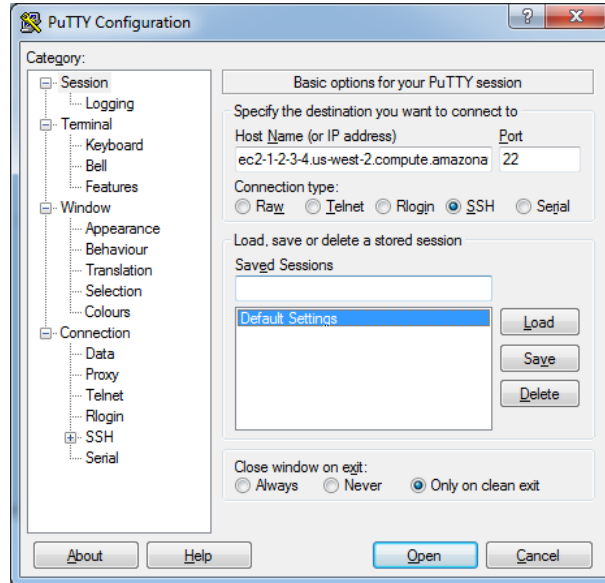 PuTTY Configuration
Category:
Session
Logging
Terminal
Keyboard
Bell
Features
Window
Appearance
Behaviour
Translation
Selection
Colours
Connection
Data
Proxy
Telnet
Rlogin
SSH
Serial
Basic options for your PuTTY session
Specify the destination you want to connect to
Host Name (or IP address) Port
ec2-1-2-3-4.us-west-2.compute.amazona 22
Connection type:
Raw Telnet Rlogin SSH Serial
Load, save or delete a stored session
Saved Sessions
Default Settings
Load
Save
Delete
Close window on exit:
Always Never Only on clean exit
About Help Open Cancel